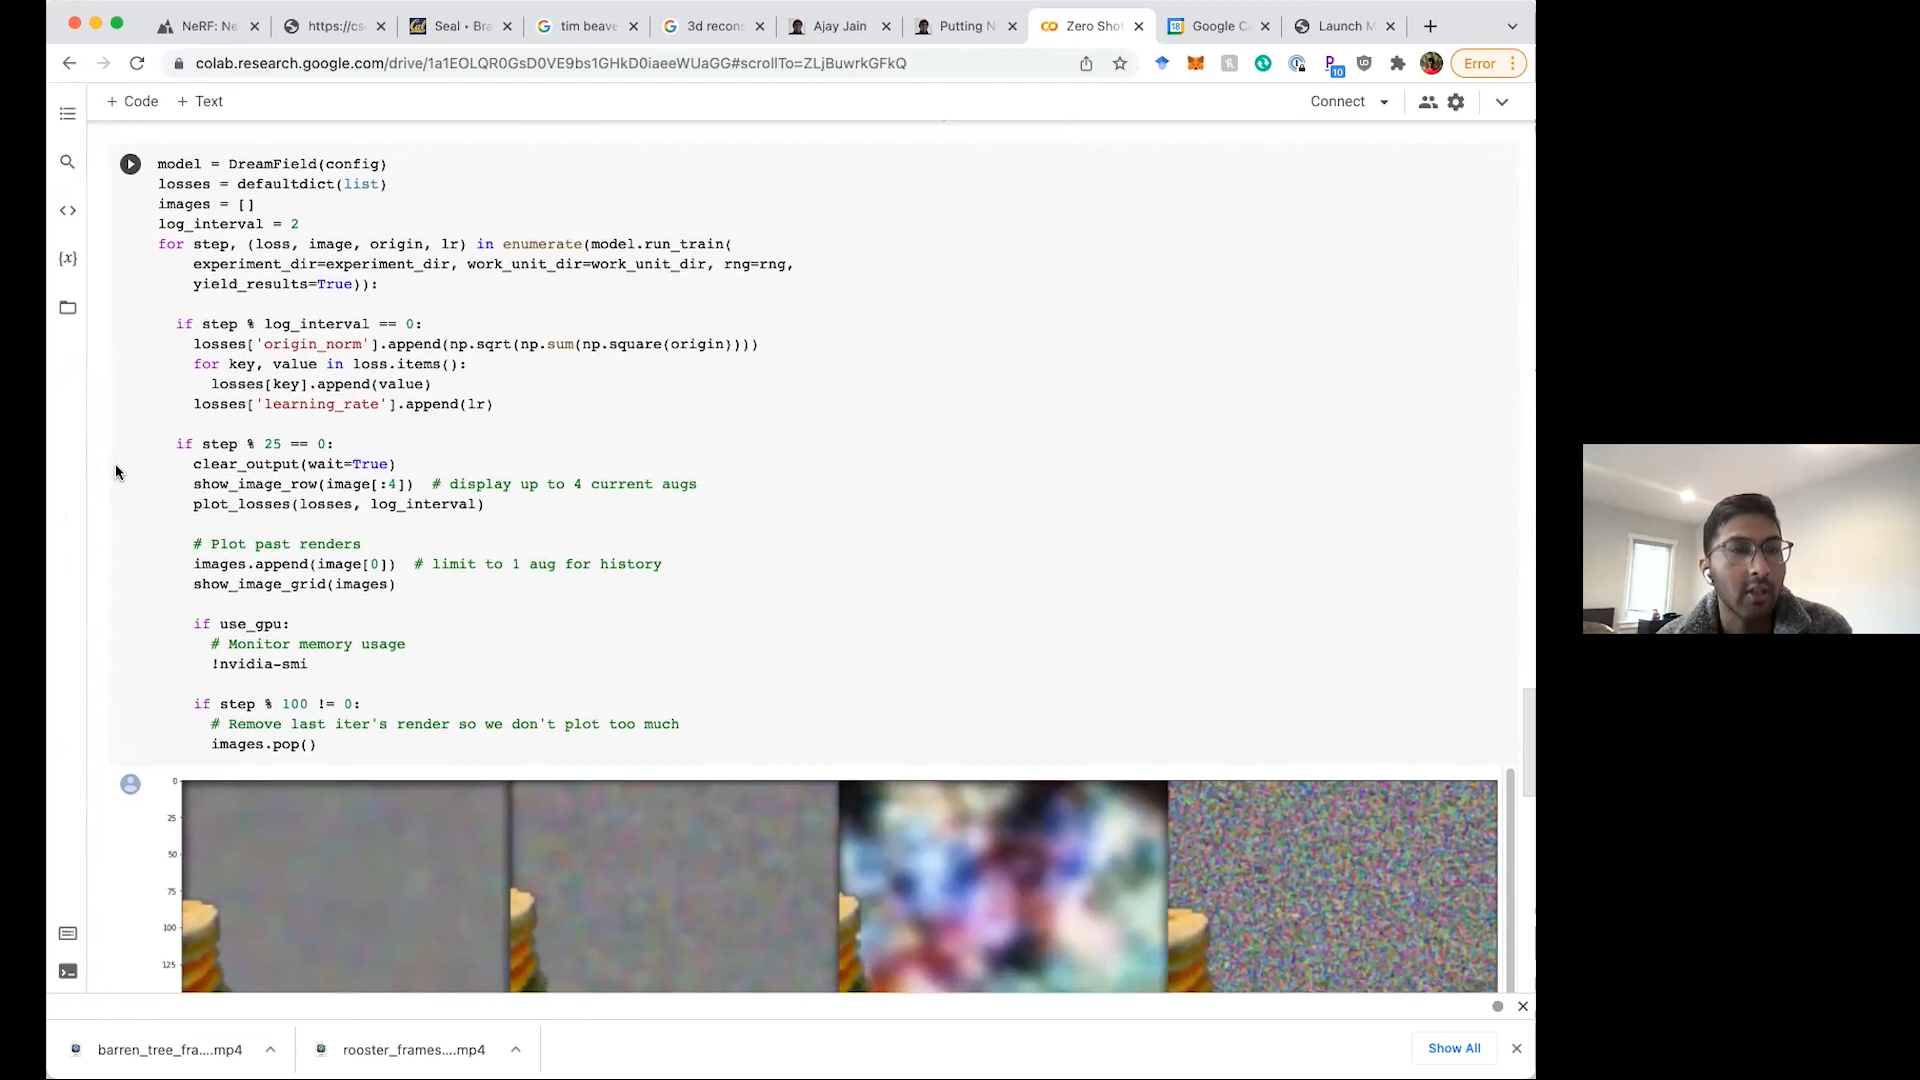 NeRF: Ne
https://cs
Seal • Bra
tim beave
3d recons
Ajay Jain
Putting N
Zero Shot
Google C
Launch M
colab.research.google.com/drive/1a1EOLQR0GsD0VE9bs1GHkD0iaeeWUaGG#scrollTo=ZLjBuwrkGFkQ
10
Error
+ Code + Text
Connect
model = DreamField(config)
losses = defaultdict(list)
images = []
log_interval = 2
for step, (loss, image, origin, lr) in enumerate(model.run_train(
experiment_dir=experiment_dir, work_unit_dir=work_unit_dir, rng=rng,
yield_results=True)):
if step % log_interval == 0:
losses['origin_norm'].append(np.sqrt(np.sum(np.square(origin))))
for key, value in loss.items():
losses[key].append(value)
losses['learning_rate'].append(lr)
if step % 25 == 0:
clear_output(wait=True)
show_image_row(image[:4]) # display up to 4 current augs
plot_losses(losses, log_interval)
# Plot past renders
images.append(image[0]) # limit to 1 aug for history
show_image_grid(images)
if use_gpu:
# Monitor memory usage
!nvidia-smi
if step % 100 != 0:
# Remove last iter's render so we don't plot too much
images.pop()
0
25
50
75
100
125
barren_tree_fra....mp4
rooster_frames....mp4
Show All